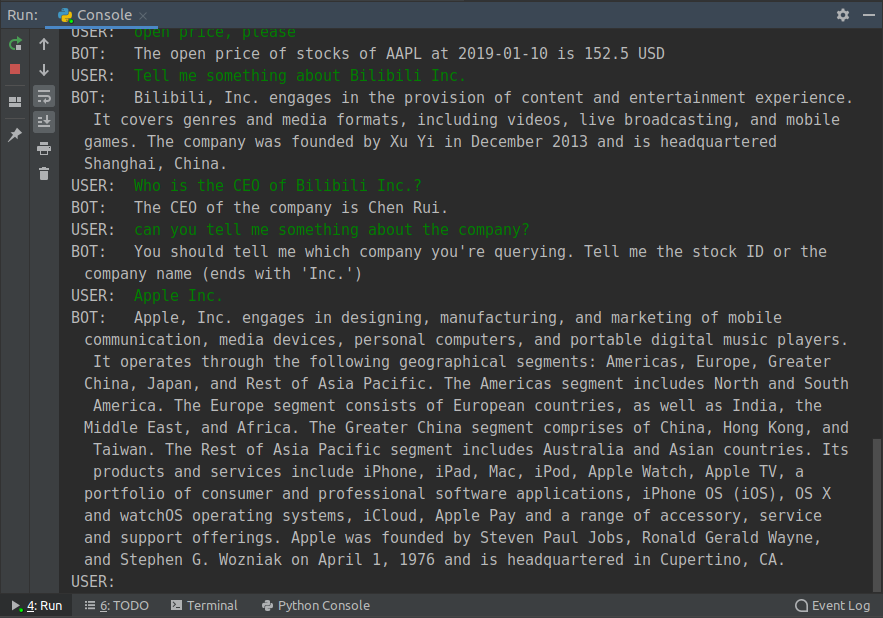 Run: Console ×
USER: open price, please
BOT: The open price of stocks of AAPL at 2019-01-10 is 152.5 USD
USER: Tell me something about Bilibili Inc.
BOT: Bilibili, Inc. engages in the provision of content and entertainment experience.
It covers genres and media formats, including videos, live broadcasting, and mobile
games. The company was founded by Xu Yi in December 2013 and is headquartered
Shanghai, China.
USER: Who is the CEO of Bilibili Inc.?
BOT: The CEO of the company is Chen Rui.
USER: can you tell me something about the company?
BOT: You should tell me which company you're querying. Tell me the stock ID or the
company name (ends with 'Inc.')
USER: Apple Inc.
BOT: Apple, Inc. engages in designing, manufacturing, and marketing of mobile
communication, media devices, personal computers, and portable digital music players.
It operates through the following geographical segments: Americas, Europe, Greater
China, Japan, and Rest of Asia Pacific. The Americas segment includes North and South
America. The Europe segment consists of European countries, as well as India, the
Middle East, and Africa. The Greater China segment comprises of China, Hong Kong, and
Taiwan. The Rest of Asia Pacific segment includes Australia and Asian countries. Its
products and services include iPhone, iPad, Mac, iPod, Apple Watch, Apple TV, a
portfolio of consumer and professional software applications, iPhone OS (iOS), OS X
and watchOS operating systems, iCloud, Apple Pay and a range of accessory, service
and support offerings. Apple was founded by Steven Paul Jobs, Ronald Gerald Wayne,
and Stephen G. Wozniak on April 1, 1976 and is headquartered in Cupertino, CA.
USER:
4: Run 6: TODO Terminal Python Console Event Log